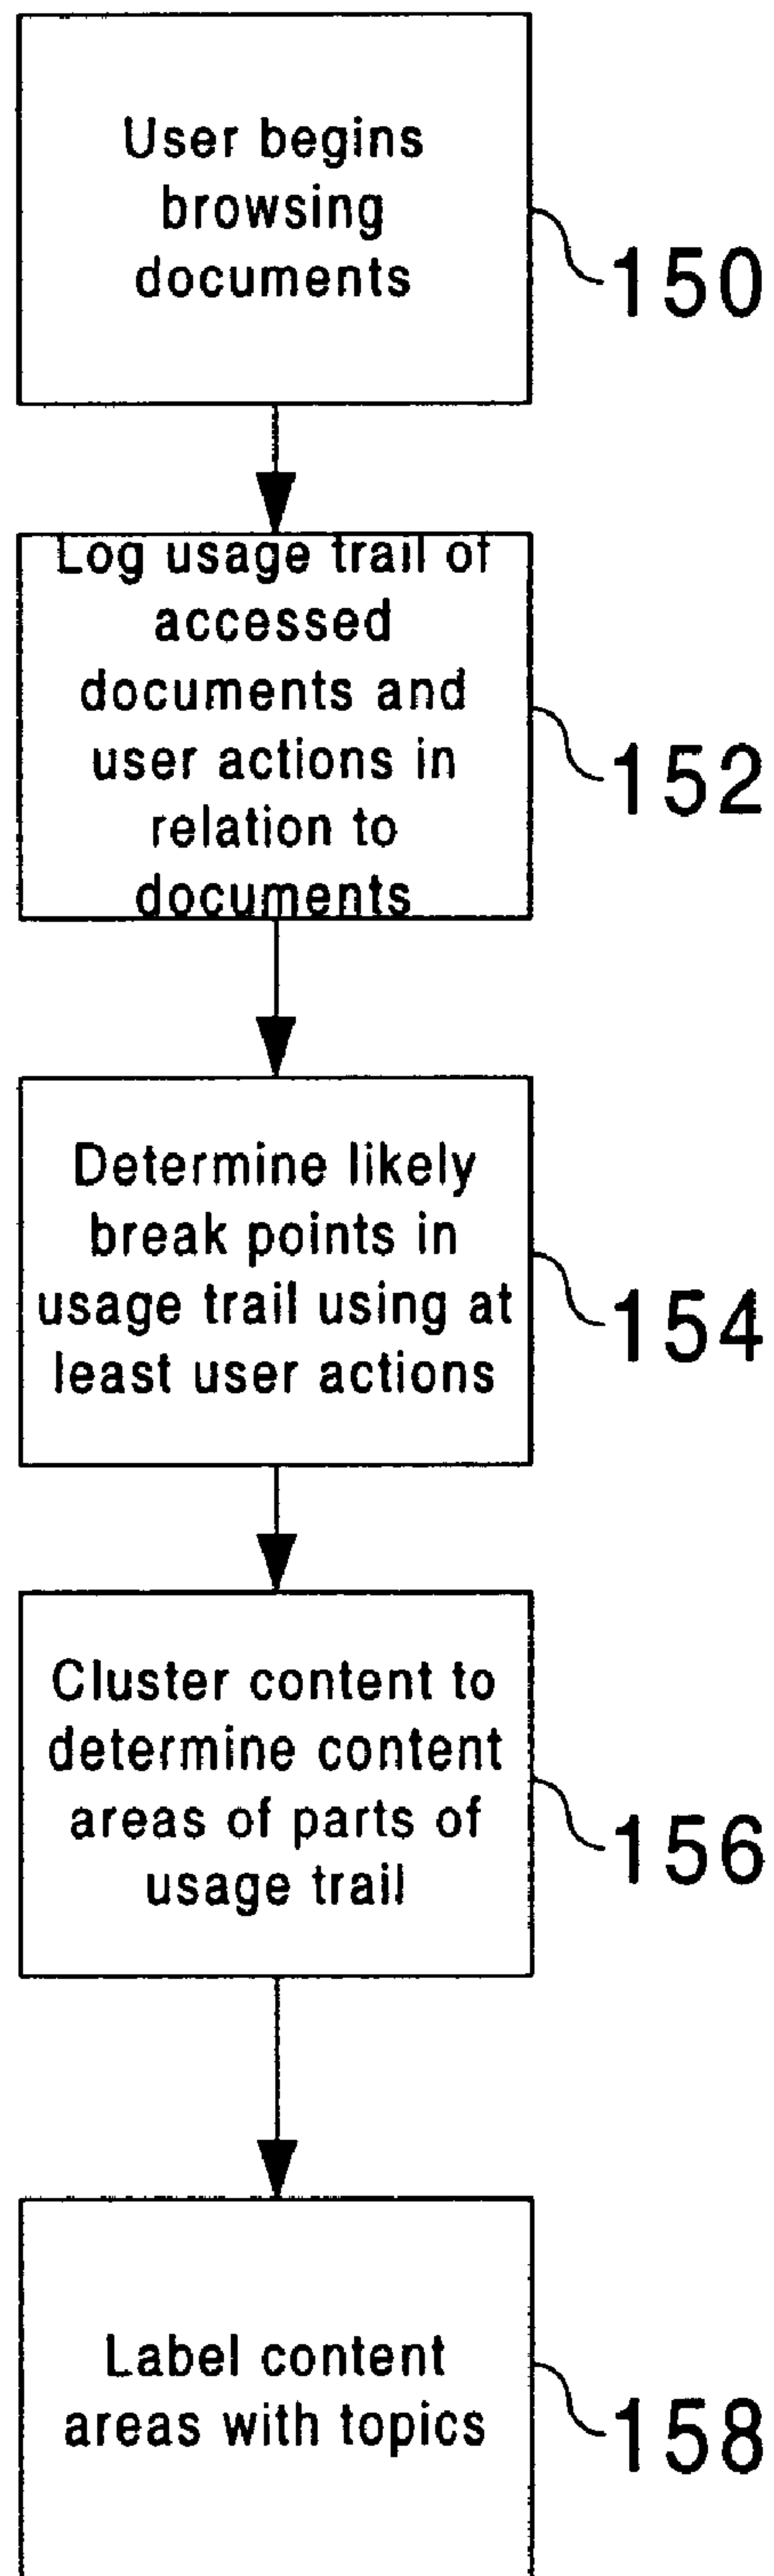 User begins
browsing
documents
150
Log usage trail of
accessed
documents and
user actions in
relation to
documents
152
Determine likely
break points in
usage trail using at
least user actions
154
Cluster content to
determine content
areas of parts of
usage trail
156
Label content
areas with topics
158